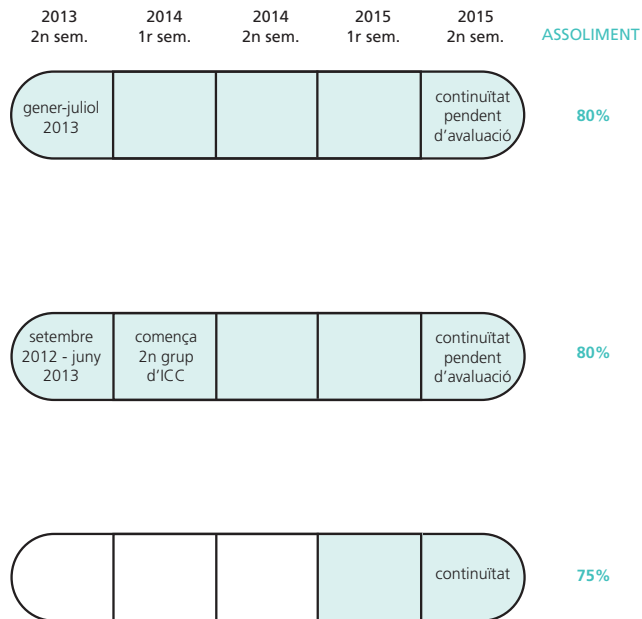 2013 2014 2014 2015 2015
2n sem. 1r sem. 2n sem. 1r sem. 2n sem. ASSOLIMENT
gener-juliol
2013
continuïtat
pendent
d'avaluació
80%
setembre
2012 - juny
2013
comença
2n grup
d'ICC
continuïtat
pendent
d'avaluació
80%
continuïtat
75%